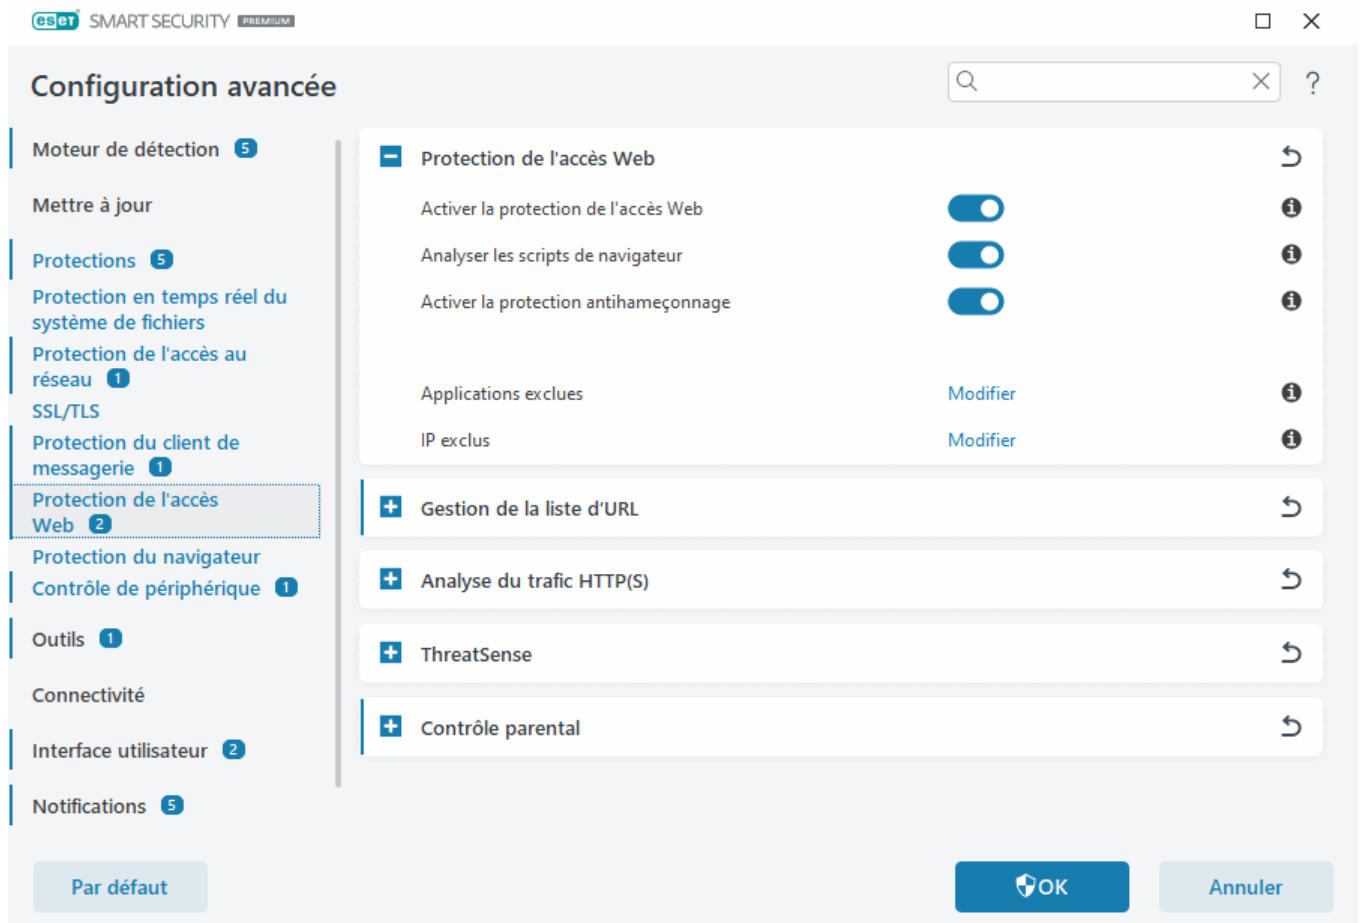 eset SMART SECURITY PREMIUM
Configuration avancée
?
Moteur de détection 5
Mettre à jour
Protections 5
Protection en temps réel du
système de fichiers
Protection de l'accès au
réseau 1
SSL/TLS
Protection du client de
messagerie 1
Protection de l'accès
Web 2
Protection du navigateur
Contrôle de périphérique 1
Outils 1
Connectivité
Interface utilisateur 2
Notifications 5
Protection de l'accès Web
Activer la protection de l'accès Web
Analyser les scripts de navigateur
Activer la protection antihameçonnage
Applications exclues Modifier
IP exclus Modifier
Gestion de la liste d'URL
Analyse du trafic HTTP(S)
ThreatSense
Contrôle parental
Par défaut
OK
Annuler